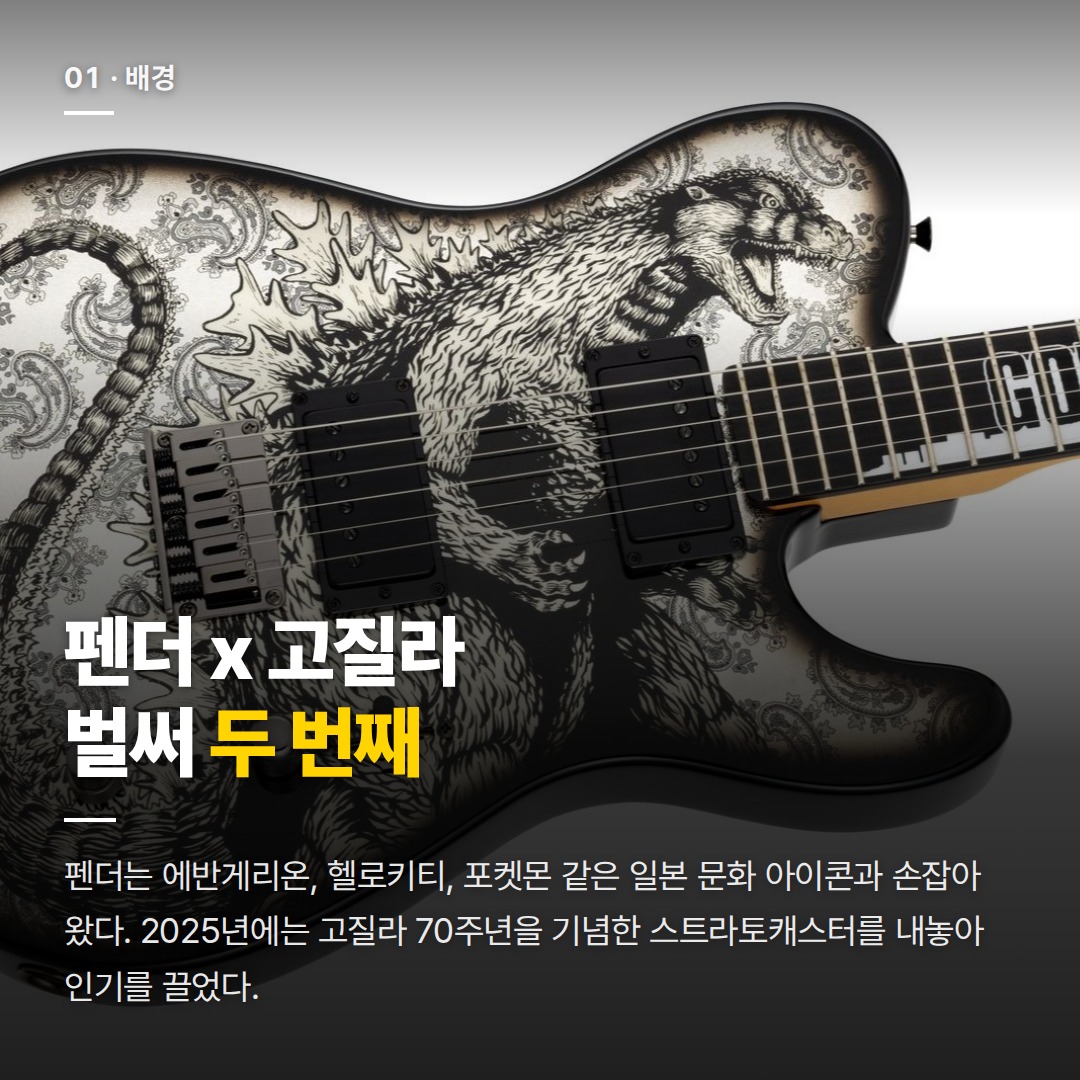 01 · 배경
HI
펜더 x 고질라
벌써 두 번째
펜더는 에반게리온, 헬로키티, 포켓몬 같은 일본 문화 아이콘과 손잡아
왔다. 2025년에는 고질라 70주년을 기념한 스트라토캐스터를 내놓아
인기를 끌었다.